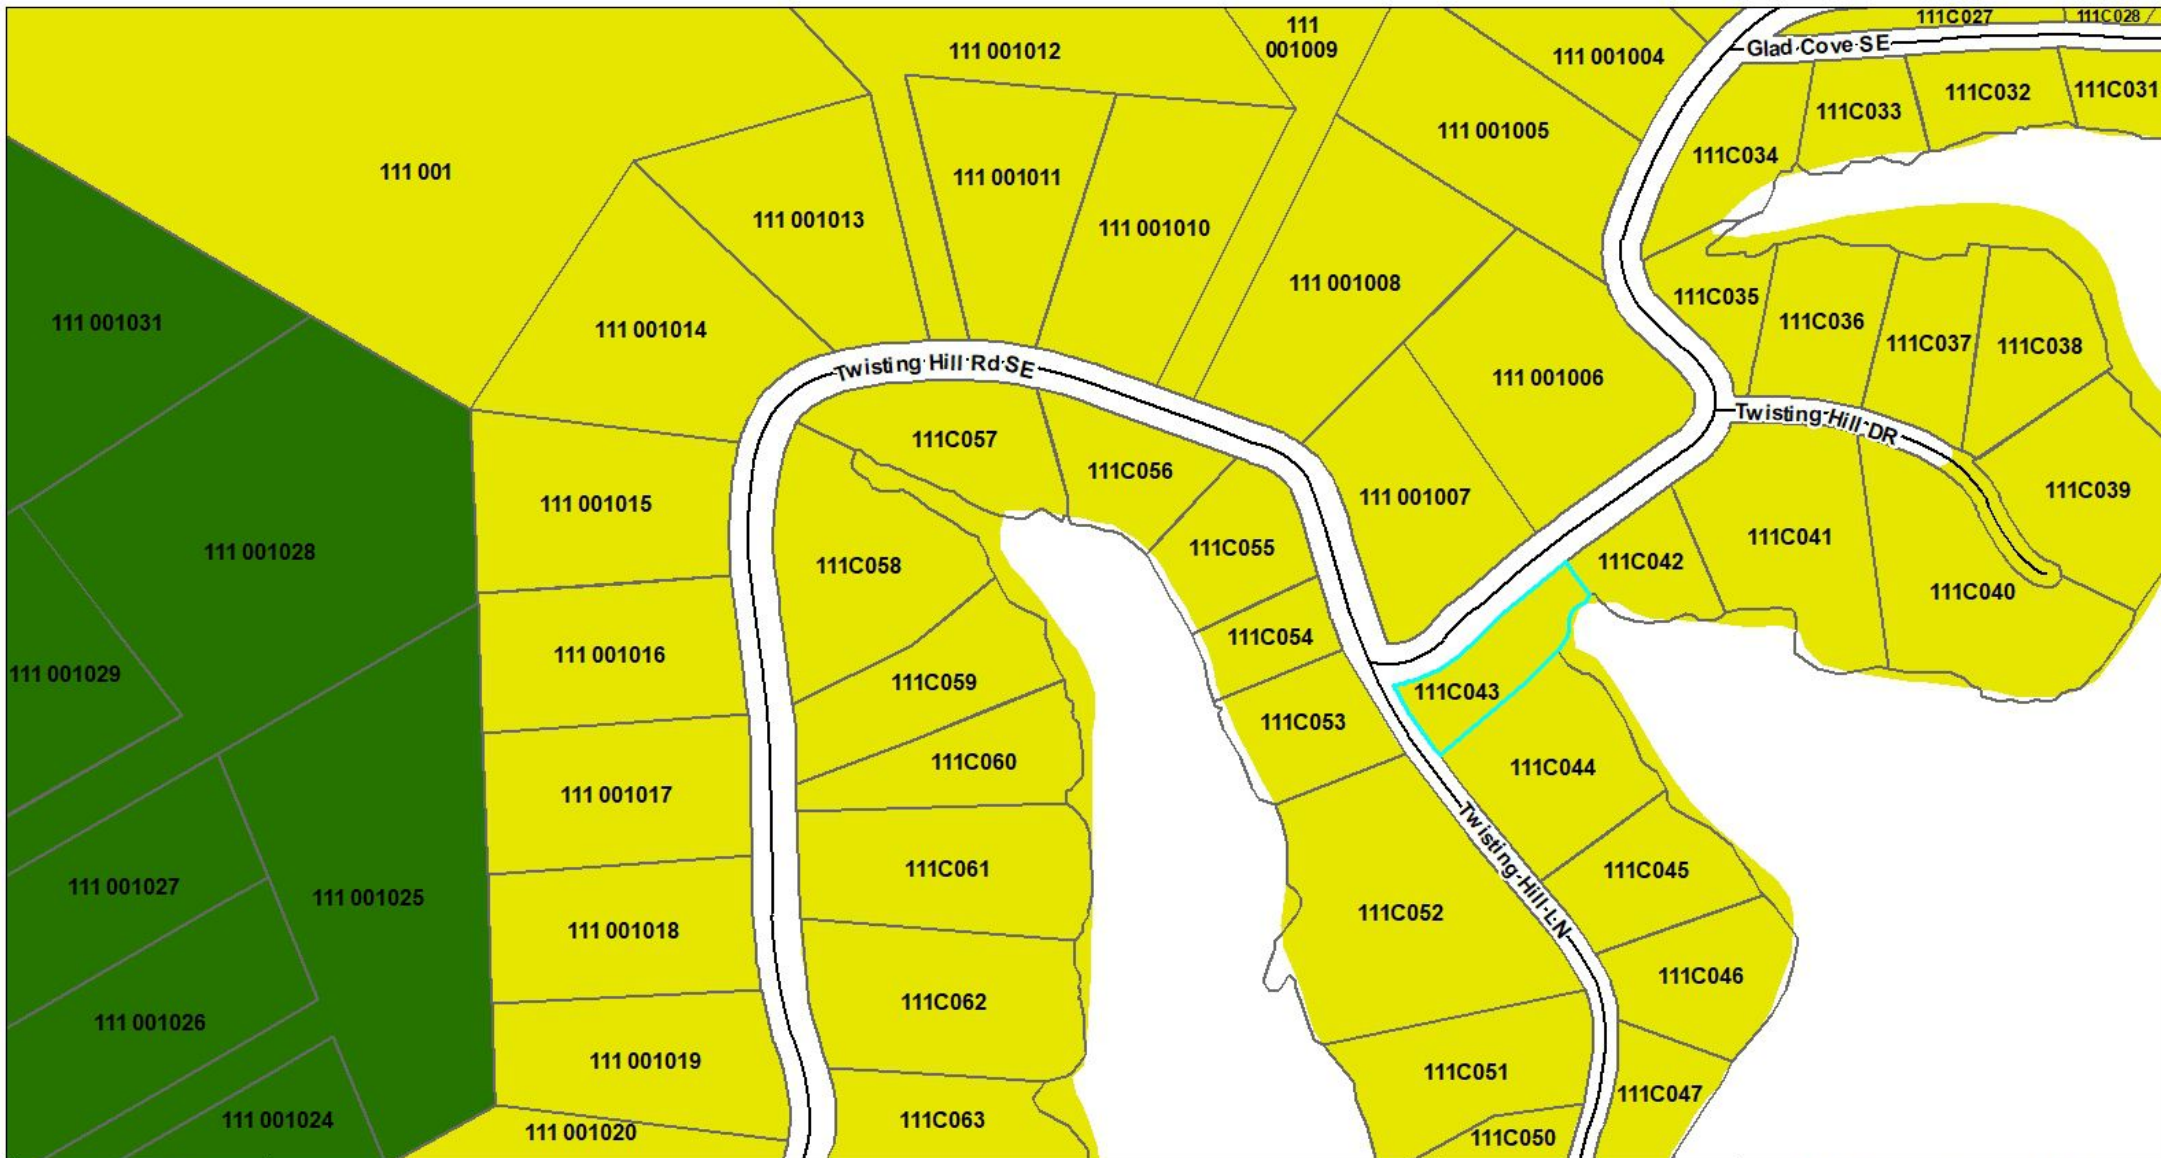 111C027
111C028
111 001012
111
001009
111 001004
Glad Cove SE
111C031
111C032
111C033
111 001005
111C034
111 001
111 001011
111 001013
111 001010
111 001008
111C035
111C036
111 001031
111 001014
111C037
111C038
Twisting Hill Rd SE
111 001006
Twisting Hill DR
111C057
111C056
111C039
111 001015
111 001007
111C041
111C055
111 001028
111C058
111C042
111C040
111C054
111 001016
111 001029
111C059
111C043
111C053
111C060
111C044
111 001017
Twisting Hill LN
111C061
111C045
111 001027
111 001025
111C052
111 001018
111C046
111C062
111 001026
111 001019
111C051
111C047
111 001024
111C063
111 001020
111C050